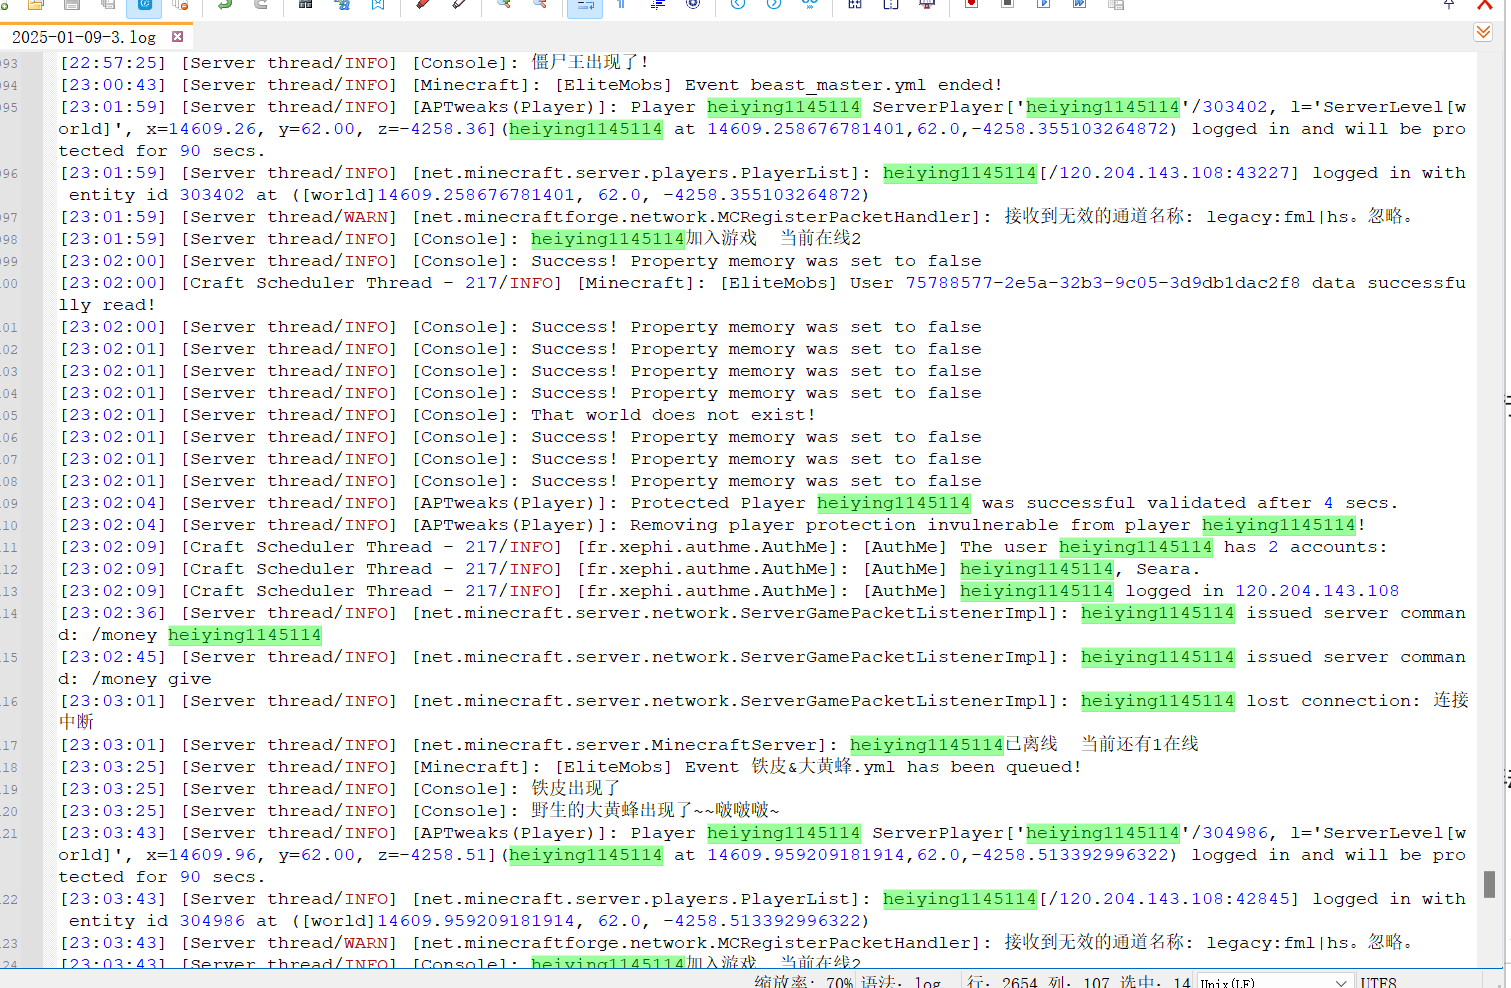 2025-01-09-3.log
93 [22:57:25] [Server thread/INFO] [Console]: 僵尸王出现了!
94 [23:00:43] [Server thread/INFO] [Minecraft]: [EliteMobs] Event beast_master.yml ended!
95 [23:01:59] [Server thread/INFO] [APTweaks(Player)]: Player heiying1145114 ServerPlayer['heiying1145114'/303402, l='ServerLevel[w
orld]', x=14609.26, y=62.00, z=-4258.36](heiying1145114 at 14609.258676781401,62.0,-4258.355103264872) logged in and will be pro
tected for 90 secs.
96 [23:01:59] [Server thread/INFO] [net.minecraft.server.players.PlayerList]: heiying1145114[/120.204.143.108:43227] logged in with
entity id 303402 at ([world]14609.258676781401, 62.0, -4258.355103264872)
97 [23:01:59] [Server thread/WARN] [net.minecraftforge.network.MCRegisterPacketHandler]: 接收到无效的通道名称: legacy:fml|hs。忽略。
98 [23:01:59] [Server thread/INFO] [Console]: heiying1145114加入游戏 当前在线2
99 [23:02:00] [Server thread/INFO] [Console]: Success! Property memory was set to false
00 [23:02:00] [Craft Scheduler Thread - 217/INFO] [Minecraft]: [EliteMobs] User 75788577-2e5a-32b3-9c05-3d9db1dac2f8 data successfu
lly read!
01 [23:02:00] [Server thread/INFO] [Console]: Success! Property memory was set to false
02 [23:02:01] [Server thread/INFO] [Console]: Success! Property memory was set to false
03 [23:02:01] [Server thread/INFO] [Console]: Success! Property memory was set to false
04 [23:02:01] [Server thread/INFO] [Console]: Success! Property memory was set to false
05 [23:02:01] [Server thread/INFO] [Console]: That world does not exist!
06 [23:02:01] [Server thread/INFO] [Console]: Success! Property memory was set to false
07 [23:02:01] [Server thread/INFO] [Console]: Success! Property memory was set to false
08 [23:02:01] [Server thread/INFO] [Console]: Success! Property memory was set to false
09 [23:02:04] [Server thread/INFO] [APTweaks(Player)]: Protected Player heiying1145114 was successful validated after 4 secs.
10 [23:02:04] [Server thread/INFO] [APTweaks(Player)]: Removing player protection invulnerable from player heiying1145114!
11 [23:02:09] [Craft Scheduler Thread - 217/INFO] [fr.xephi.authme.AuthMe]: [AuthMe] The user heiying1145114 has 2 accounts:
12 [23:02:09] [Craft Scheduler Thread - 217/INFO] [fr.xephi.authme.AuthMe]: [AuthMe] heiying1145114, Seara.
13 [23:02:09] [Craft Scheduler Thread - 217/INFO] [fr.xephi.authme.AuthMe]: [AuthMe] heiying1145114 logged in 120.204.143.108
14 [23:02:36] [Server thread/INFO] [net.minecraft.server.network.ServerGamePacketListenerImpl]: heiying1145114 issued server comman
d: /money heiying1145114
15 [23:02:45] [Server thread/INFO] [net.minecraft.server.network.ServerGamePacketListenerImpl]: heiying1145114 issued server comman
d: /money give
16 [23:03:01] [Server thread/INFO] [net.minecraft.server.network.ServerGamePacketListenerImpl]: heiying1145114 lost connection: 连接
中断
17 [23:03:01] [Server thread/INFO] [net.minecraft.server.MinecraftServer]: heiying1145114已离线 当前还有1在线
18 [23:03:25] [Server thread/INFO] [Minecraft]: [EliteMobs] Event 铁皮&大黄蜂.yml has been queued!
19 [23:03:25] [Server thread/INFO] [Console]: 铁皮出现了
20 [23:03:25] [Server thread/INFO] [Console]: 野生的大黄蜂出现了~~啵啵啵~
21 [23:03:43] [Server thread/INFO] [APTweaks(Player)]: Player heiying1145114 ServerPlayer['heiying1145114'/304986, l='ServerLevel[w
orld]', x=14609.96, y=62.00, z=-4258.51](heiying1145114 at 14609.959209181914,62.0,-4258.513392996322) logged in and will be pro
tected for 90 secs.
22 [23:03:43] [Server thread/INFO] [net.minecraft.server.players.PlayerList]: heiying1145114[/120.204.143.108:42845] logged in with
entity id 304986 at ([world]14609.959209181914, 62.0, -4258.513392996322)
23 [23:03:43] [Server thread/WARN] [net.minecraftforge.network.MCRegisterPacketHandler]: 接收到无效的通道名称: legacy:fml|hs。忽略。
24 [23:03:43] [Server thread/INFO] [Console]: heiying1145114加入游戏 当前在线2
缩放率: 70% 语法: log 行: 2654 列: 107 选中: 14 Unix(LF) UTF8